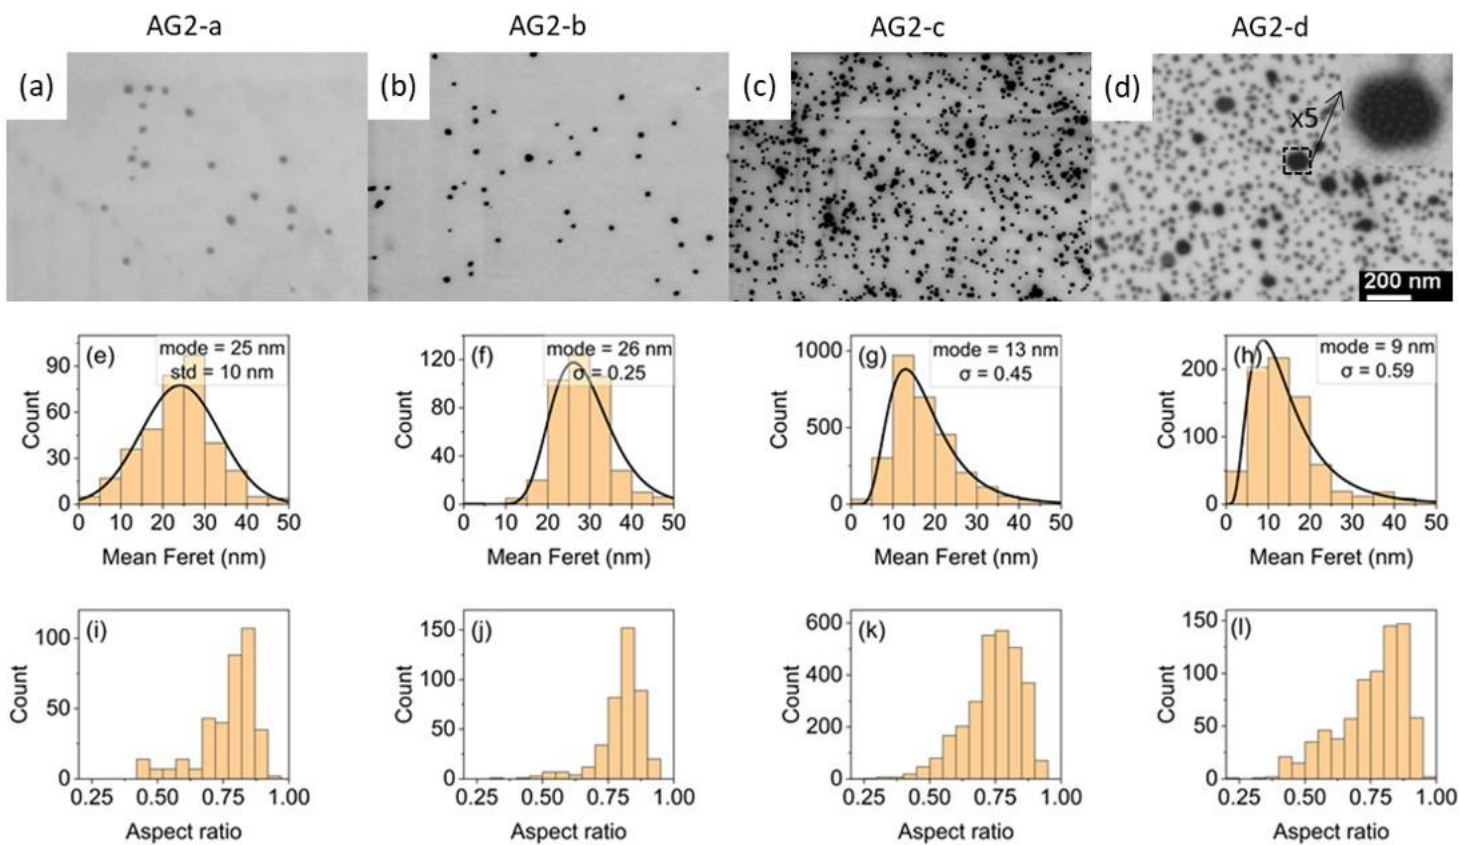 AG2-a AG2-b AG2-c AG2-d
(a) (b) (c) (d)
x5
200 nm
(e) mode = 25 nm
std = 10 nm
90
60
30
0
Count
0 10 20 30 40 50
Mean Feret (nm)
(f) mode = 26 nm
σ = 0.25
120
80
40
0
Count
0 10 20 30 40 50
Mean Feret (nm)
(g) mode = 13 nm
σ = 0.45
1000
500
0
Count
0 10 20 30 40 50
Mean Feret (nm)
(h) mode = 9 nm
σ = 0.59
200
100
0
Count
0 10 20 30 40 50
Mean Feret (nm)
(i)
100
50
0
Count
0.25 0.50 0.75 1.00
Aspect ratio
(j)
150
100
50
0
Count
0.25 0.50 0.75 1.00
Aspect ratio
(k)
600
400
200
0
Count
0.25 0.50 0.75 1.00
Aspect ratio
(l)
150
100
50
0
Count
0.25 0.50 0.75 1.00
Aspect ratio